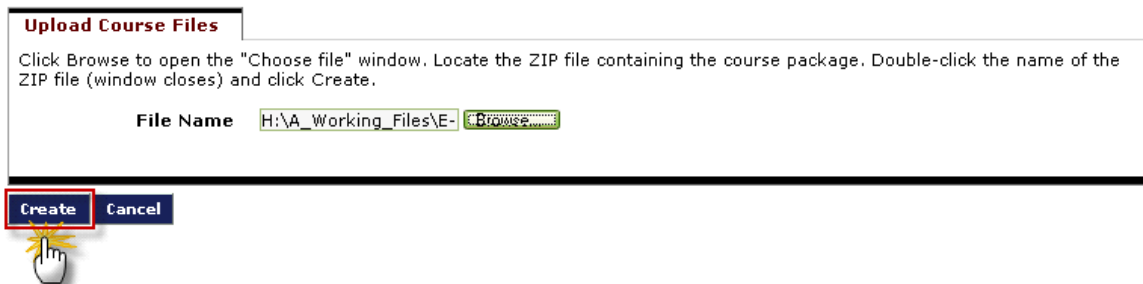 Upload Course Files
Click Browse to open the "Choose file" window. Locate the ZIP file containing the course package. Double-click the name of the
ZIP file (window closes) and click Create.
File Name H:\A_Working_Files\E- Browse...
Create Cancel